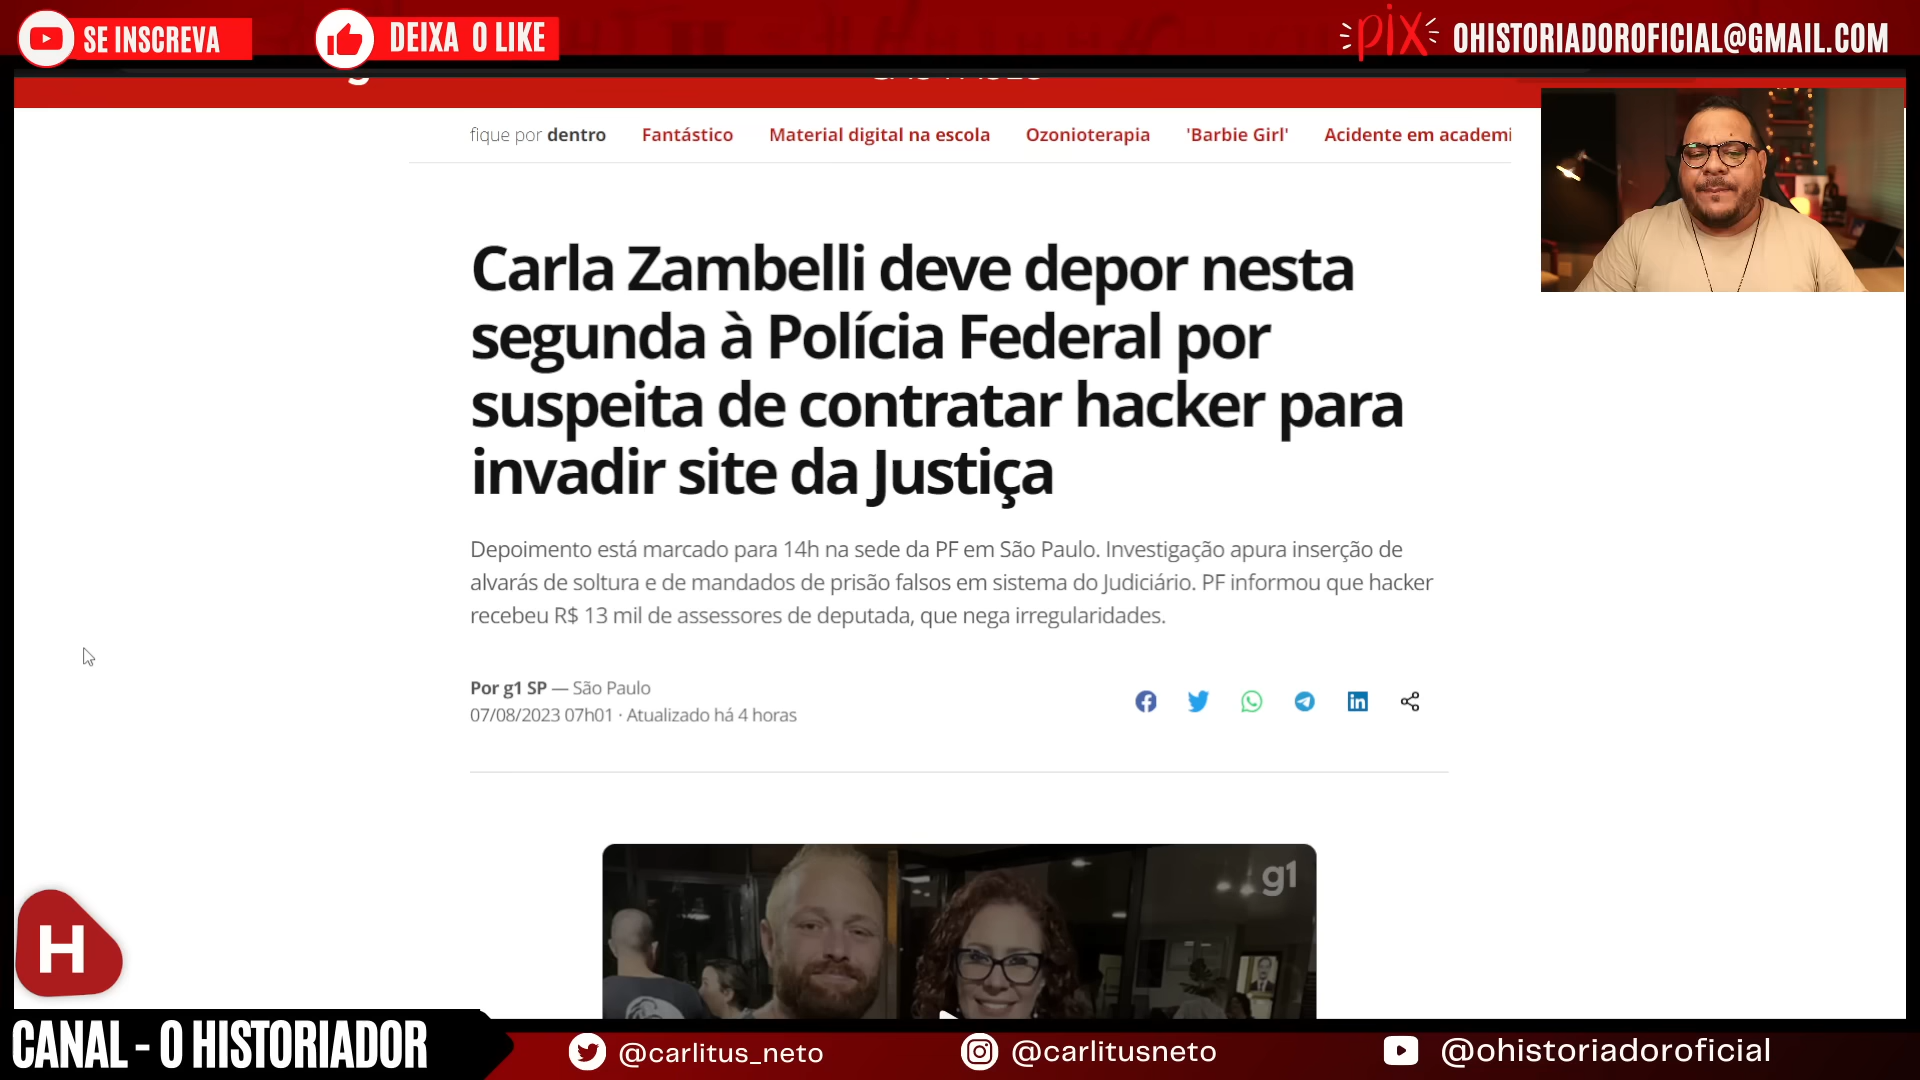 SE INSCREVA
DEIXA O LIKE
PIX OHISTORIADOROFICIAL@GMAIL.COM
fique por dentro Fantástico Material digital na escola Ozonioterapia 'Barbie Girl' Acidente em academi
Carla Zambelli deve depor nesta
segunda à Polícia Federal por
suspeita de contratar hacker para
invadir site da Justiça
Depoimento está marcado para 14h na sede da PF em São Paulo. Investigação apura inserção de
alvarás de soltura e de mandados de prisão falsos em sistema do Judiciário. PF informou que hacker
recebeu R$ 13 mil de assessores de deputada, que nega irregularidades.
Por g1 SP — São Paulo
07/08/2023 07h01 · Atualizado há 4 horas
g1
H
CANAL - O HISTORIADOR
@carlitus_neto
@carlitusneto
@ohistoriadoroficial